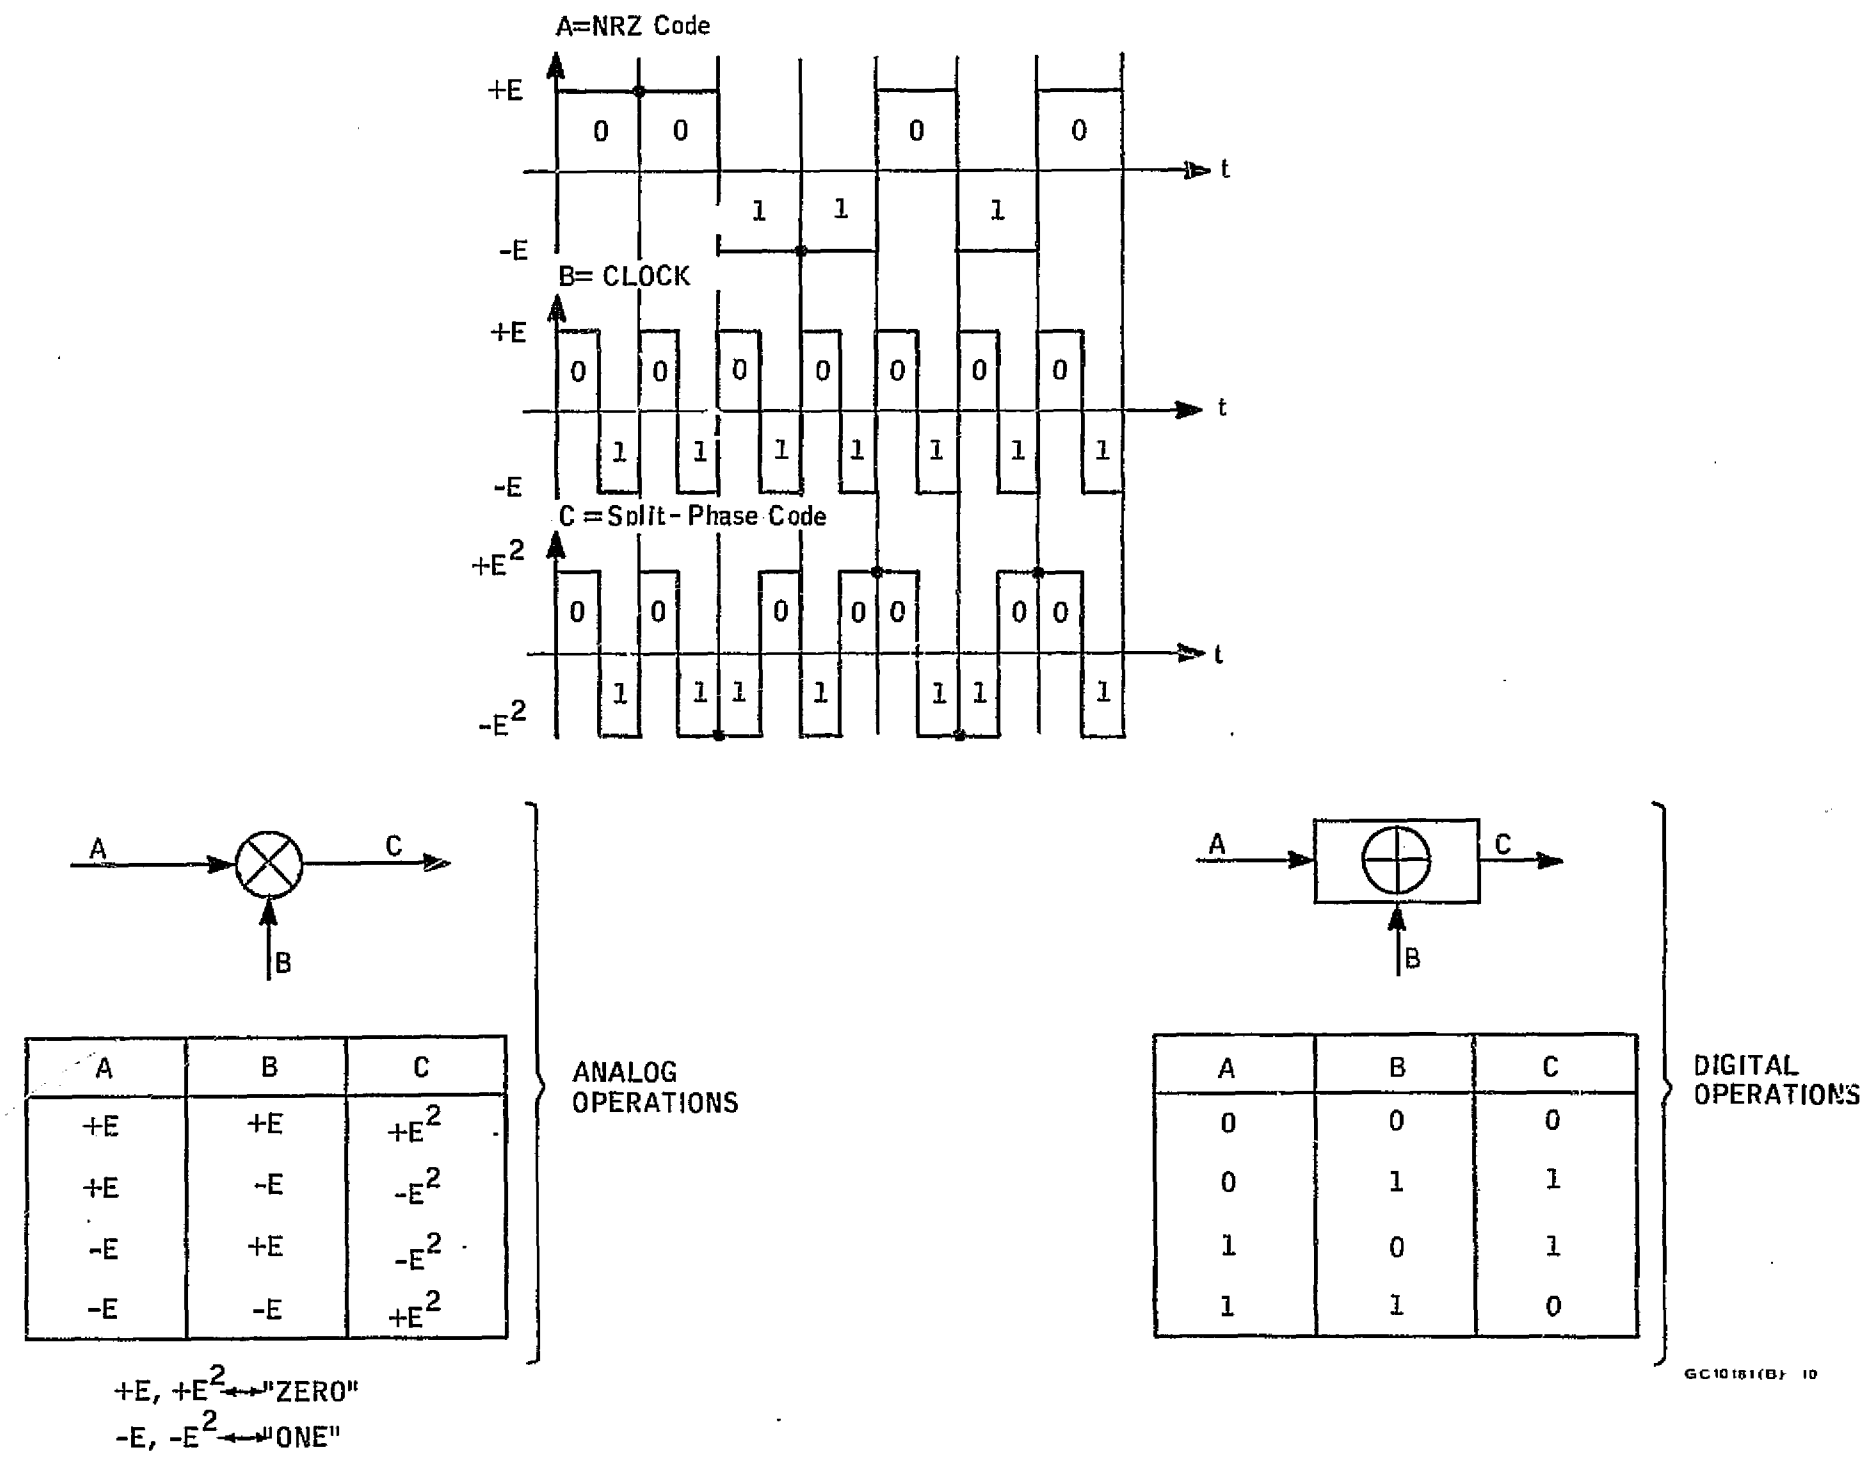 A=NRZ Code
+E
0 0 0 0
t
1 1 1
-E
B= CLOCK
+E
0 0 0 0 0 0 0
t
1 1 1 1 1 1 1
-E
C =Split-Phase Code
+E²
0 0 0 0 0 0 0
t
1 1 1 1 1 1 1
-E²
A C
B
A B C
+E +E +E²
+E -E -E²
-E +E -E²
-E -E +E²
ANALOG
OPERATIONS
+E, +E²↔"ZERO"
-E, -E²↔"ONE"
A C
B
A B C
0 0 0
0 1 1
1 0 1
1 1 0
DIGITAL
OPERATIONS